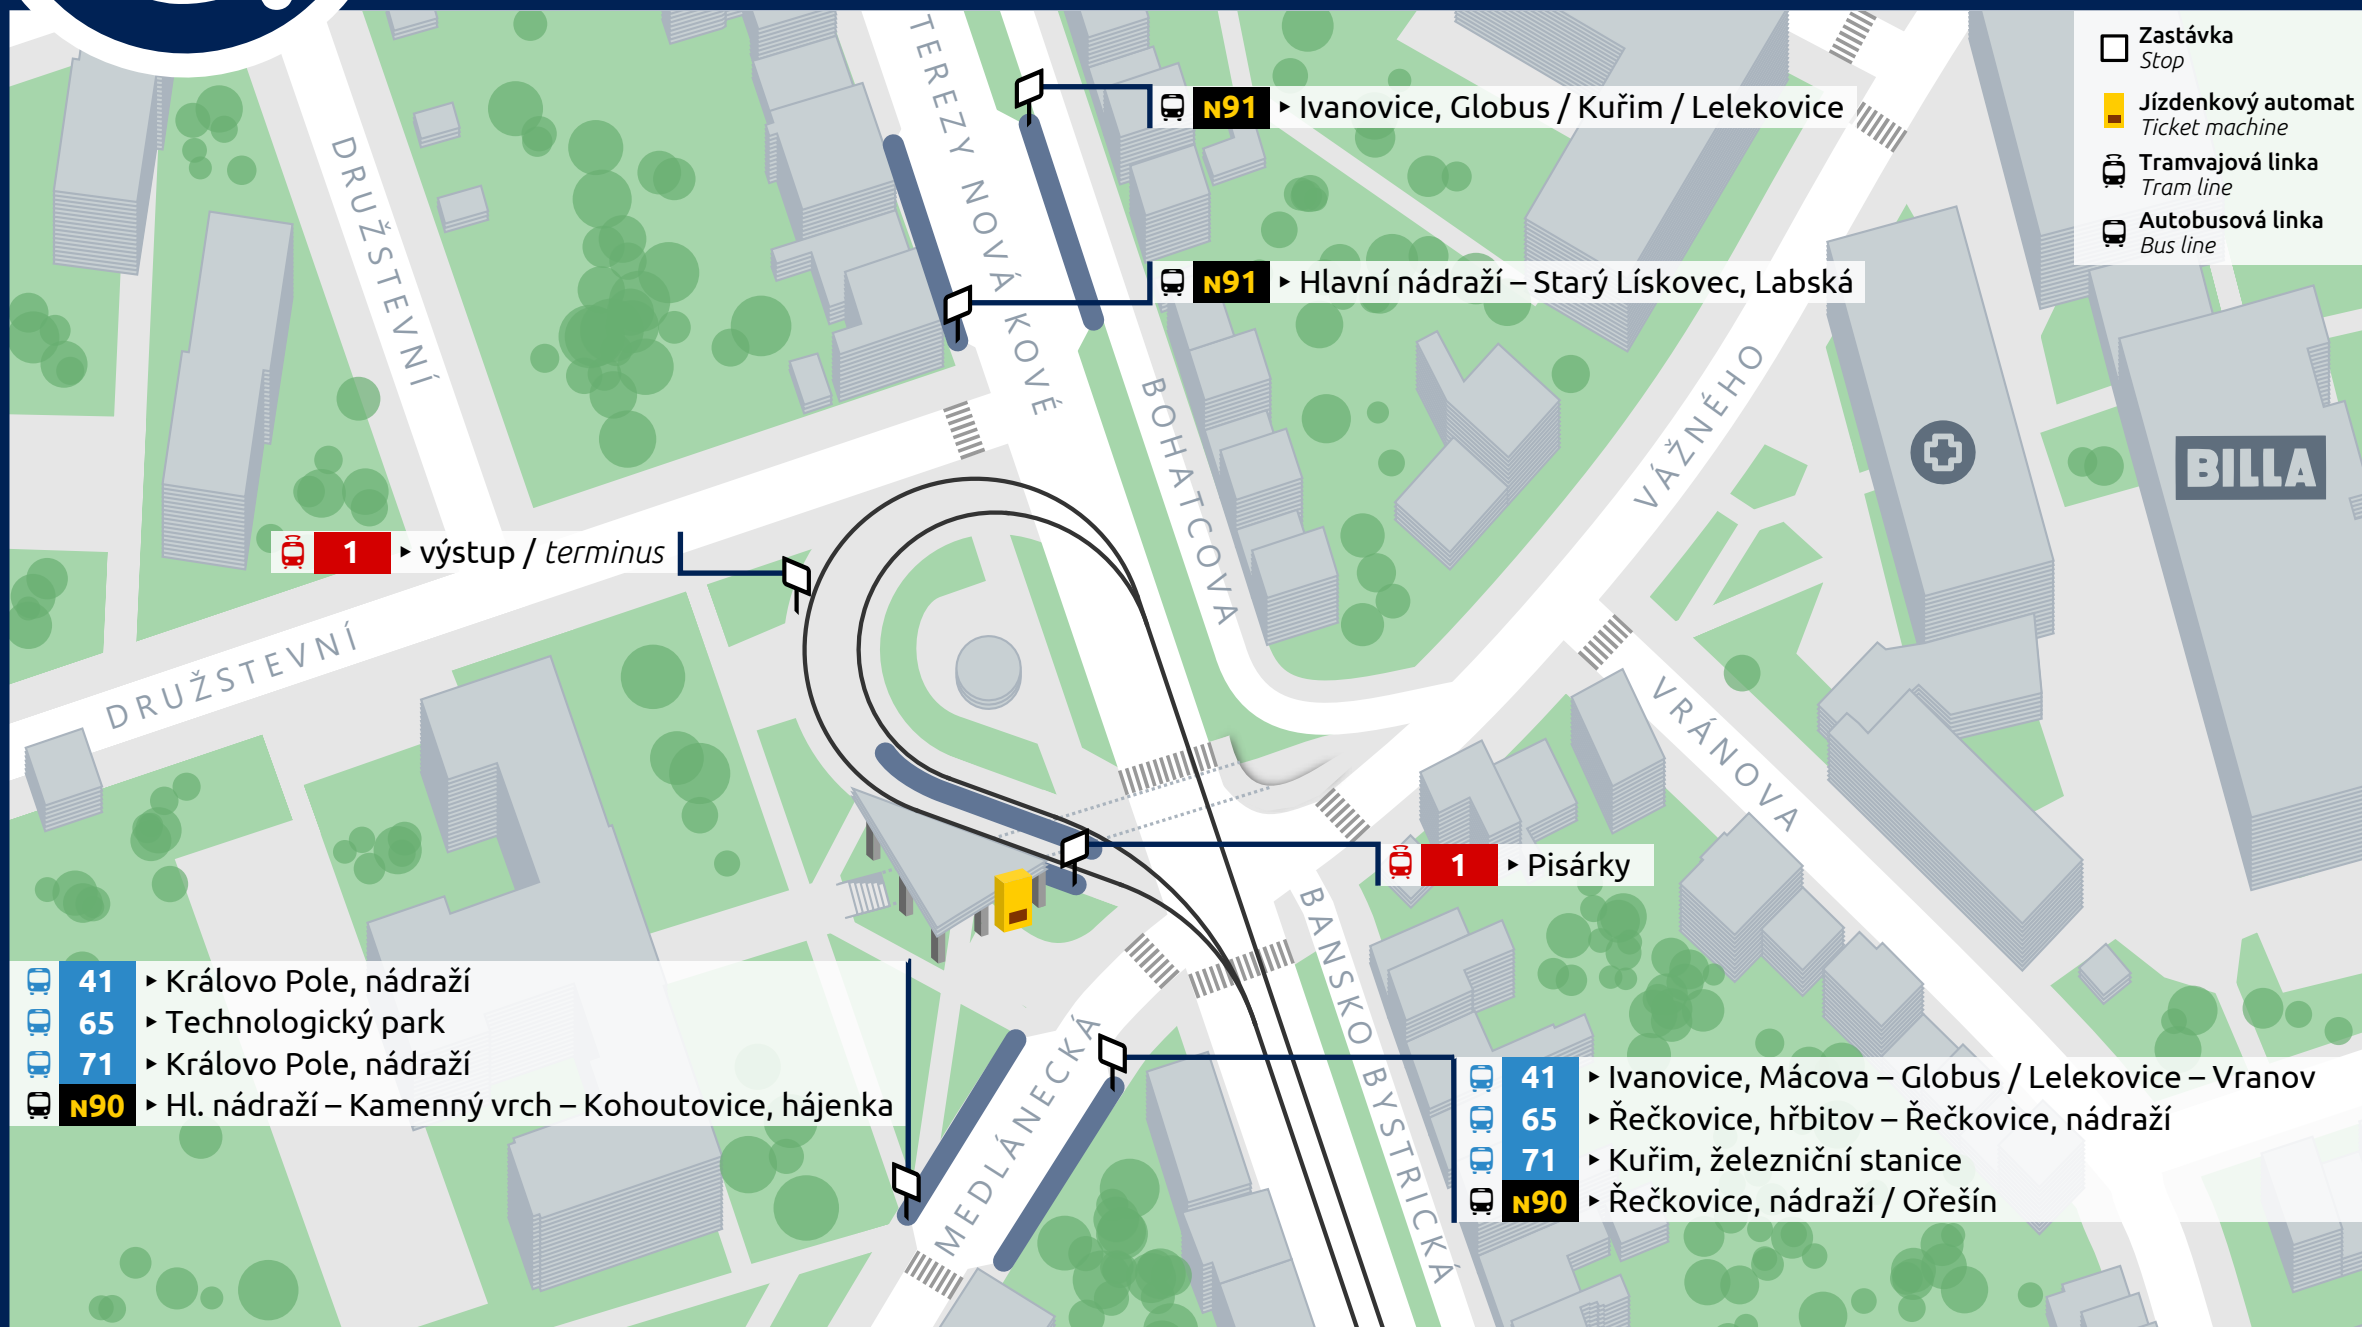 Zastávka
Stop
Jízdenkový automat
Ticket machine
Tramvajová linka
Tram line
Autobusová linka
Bus line
TEREZY NOVÁKOVÉ
N91 ‣ Ivanovice, Globus / Kuřim / Lelekovice
DRUŽSTEVNÍ
N91 ‣ Hlavní nádraží – Starý Lískovec, Labská
BOHATCOVA
VÁŽNÉHO
BILLA
1 ‣ výstup / terminus
DRUŽSTEVNÍ
VRÁNOVA
1 ‣ Pisárky
BANSKOBYSTRICKÁ
MEDLÁNECKÁ
41 ‣ Královo Pole, nádraží
65 ‣ Technologický park
71 ‣ Královo Pole, nádraží
N90 ‣ Hl. nádraží – Kamenný vrch – Kohoutovice, hájenka
41 ‣ Ivanovice, Mácova – Globus / Lelekovice – Vranov
65 ‣ Řečkovice, hřbitov – Řečkovice, nádraží
71 ‣ Kuřim, železniční stanice
N90 ‣ Řečkovice, nádraží / Ořešín